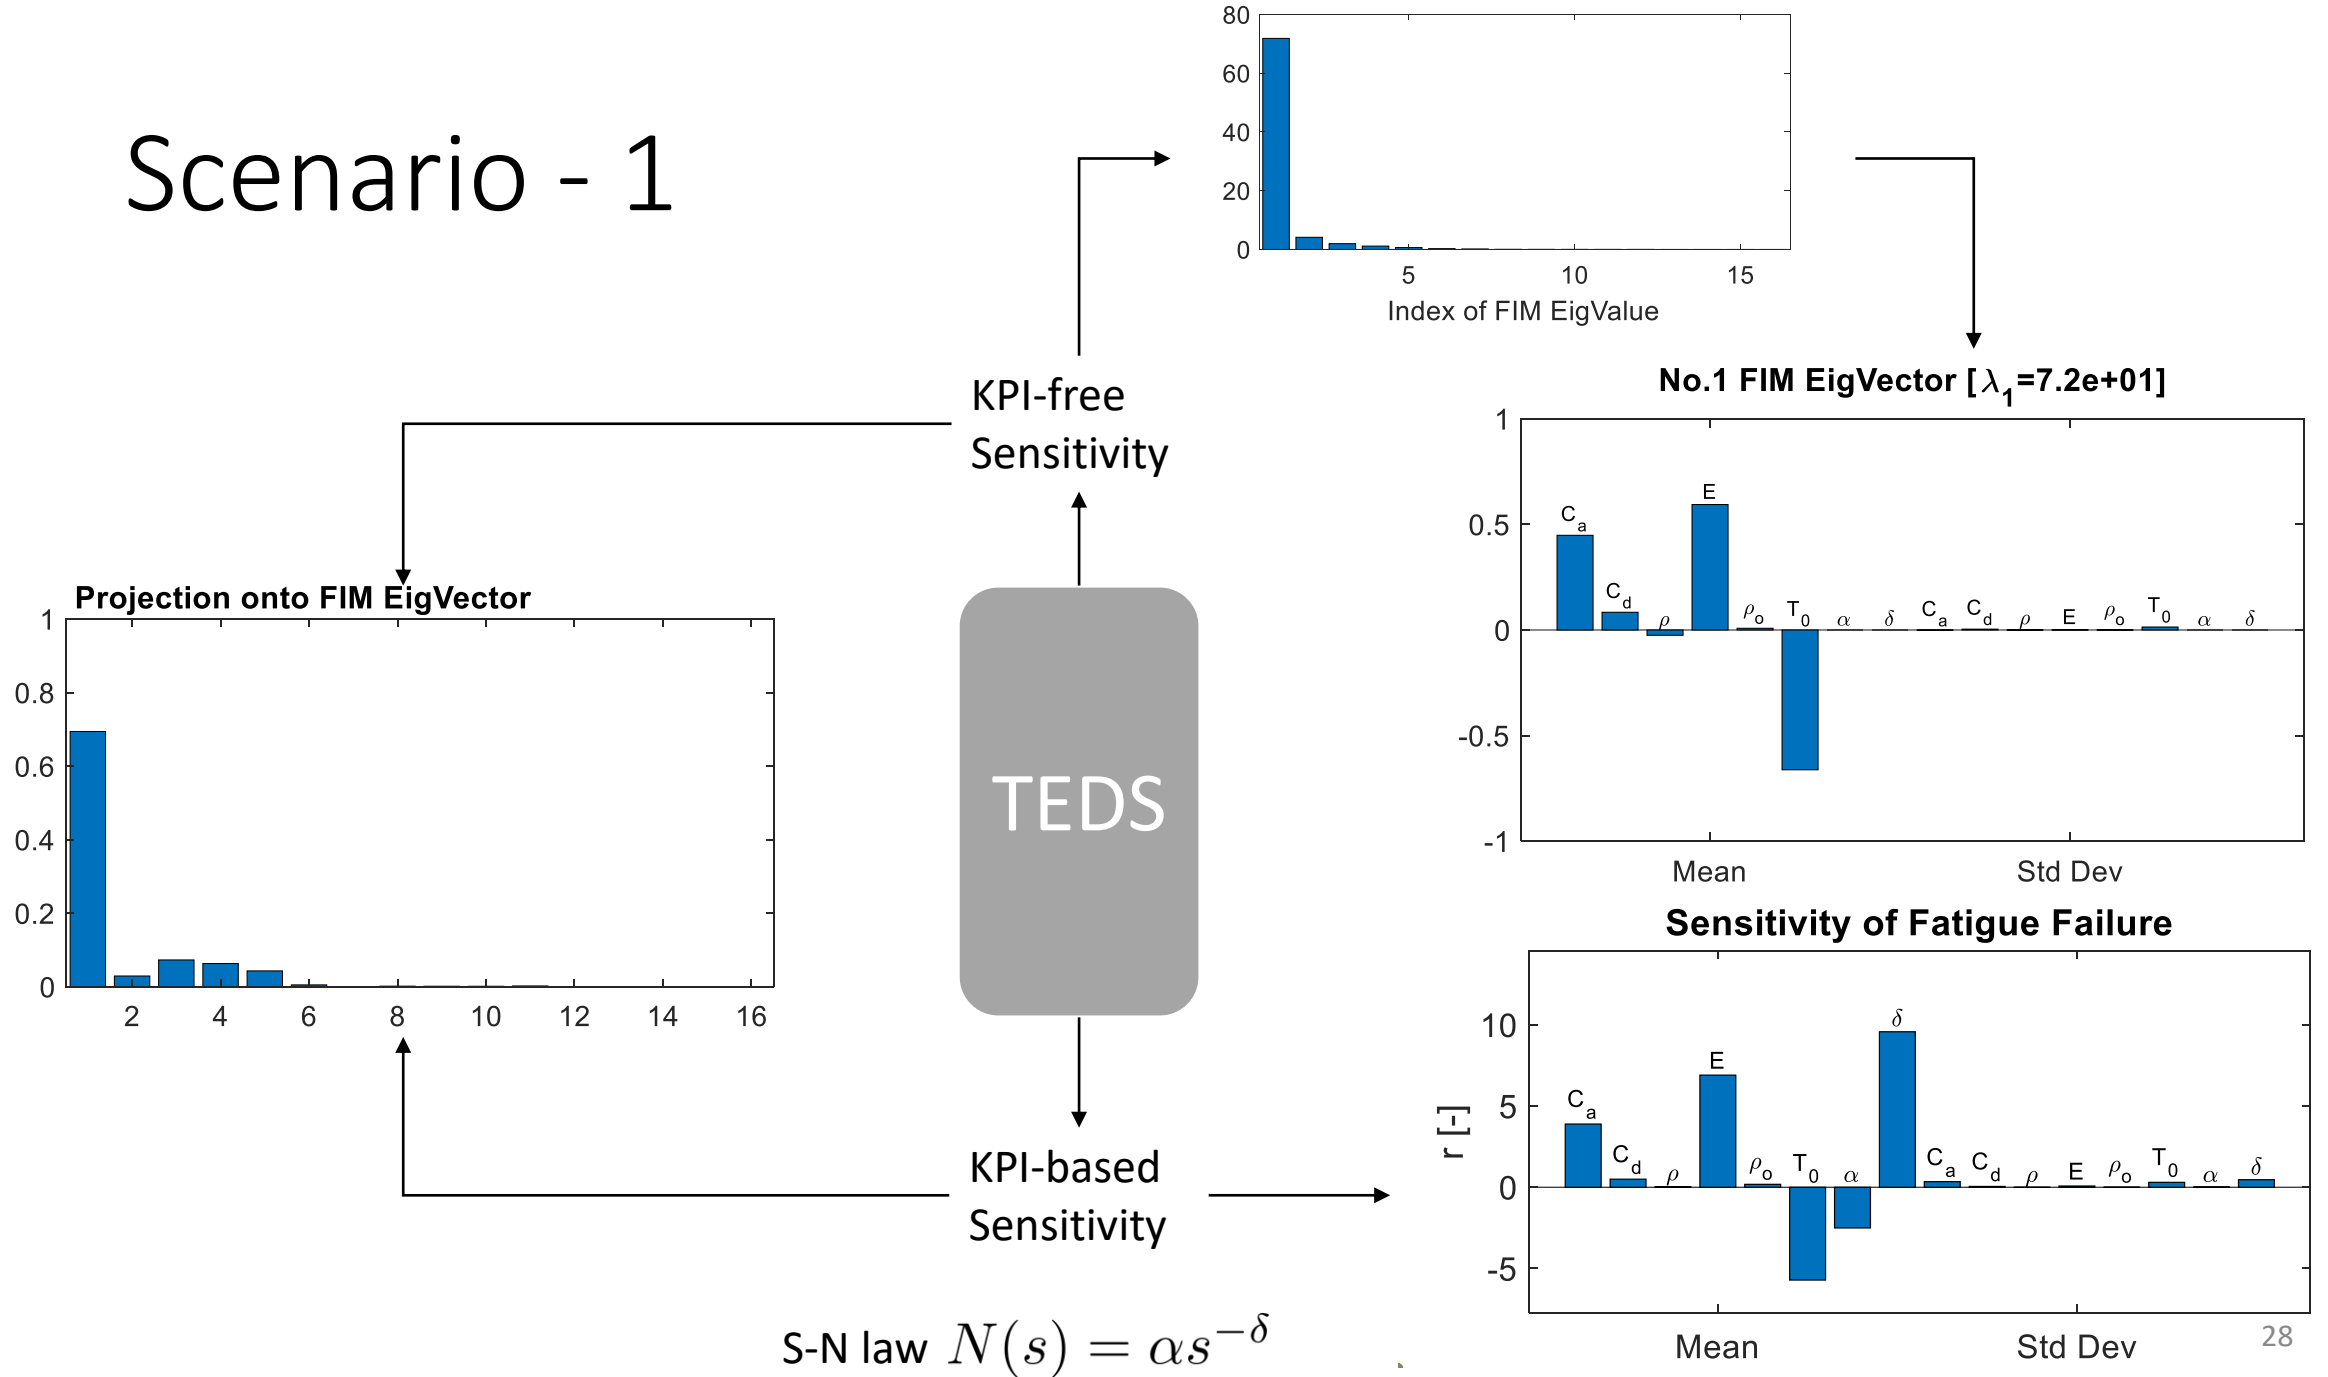 Scenario - 1
80
60
40
20
0
5 10 15
Index of FIM EigValue
KPI-free
Sensitivity
No.1 FIM EigVector [λ1=7.2e+01]
1
0.5
0
-0.5
-1
Ca Cd ρ E ρo T0 α δ Ca Cd ρ E ρo T0 α δ
Mean Std Dev
Projection onto FIM EigVector
1
0.8
0.6
0.4
0.2
0
2 4 6 8 10 12 14 16
TEDS
KPI-based
Sensitivity
Sensitivity of Fatigue Failure
r [-]
10
5
0
-5
Ca Cd ρ E ρo T0 α δ Ca Cd ρ E ρo T0 α δ
Mean Std Dev
S-N law N(s) = αs^−δ
28